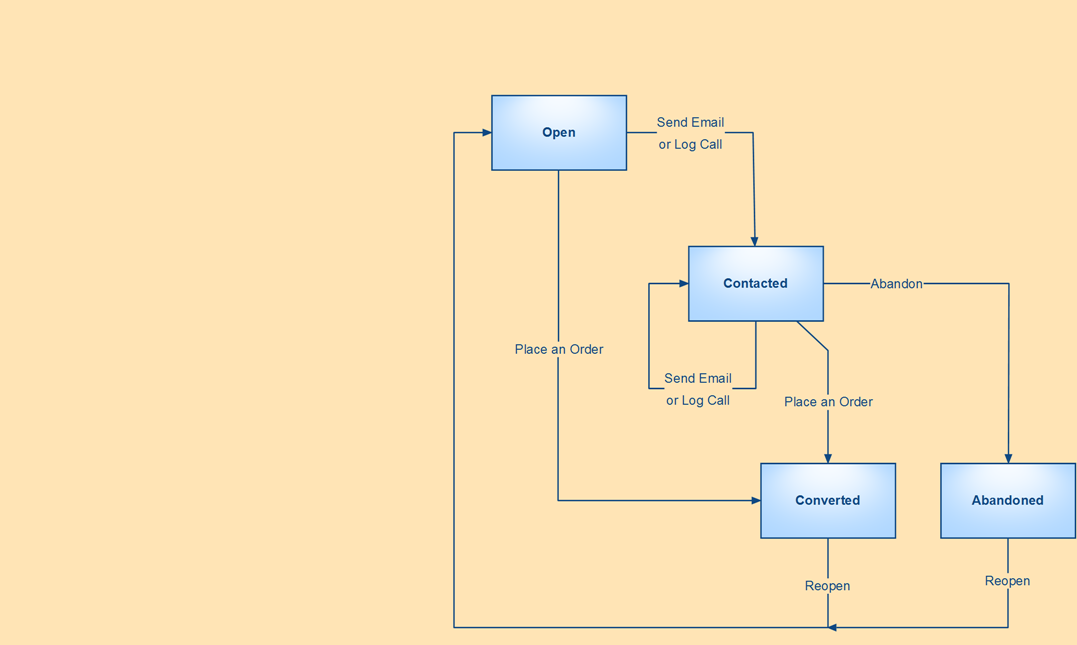 Open
Send Email
or Log Call
Contacted
Abandon
Place an Order
Send Email
or Log Call
Place an Order
Converted
Abandoned
Reopen
Reopen